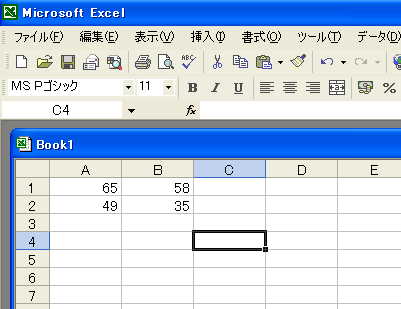 Microsoft Excel
ファイル(F) 編集(E) 表示(V) 挿入(I) 書式(O) ツール(T) データ(D)
ABC
MS Pゴシック 11 B I U %
C4 fx
Book1
A B C D E
1 65 58
2 49 35
3
4
5
6
7